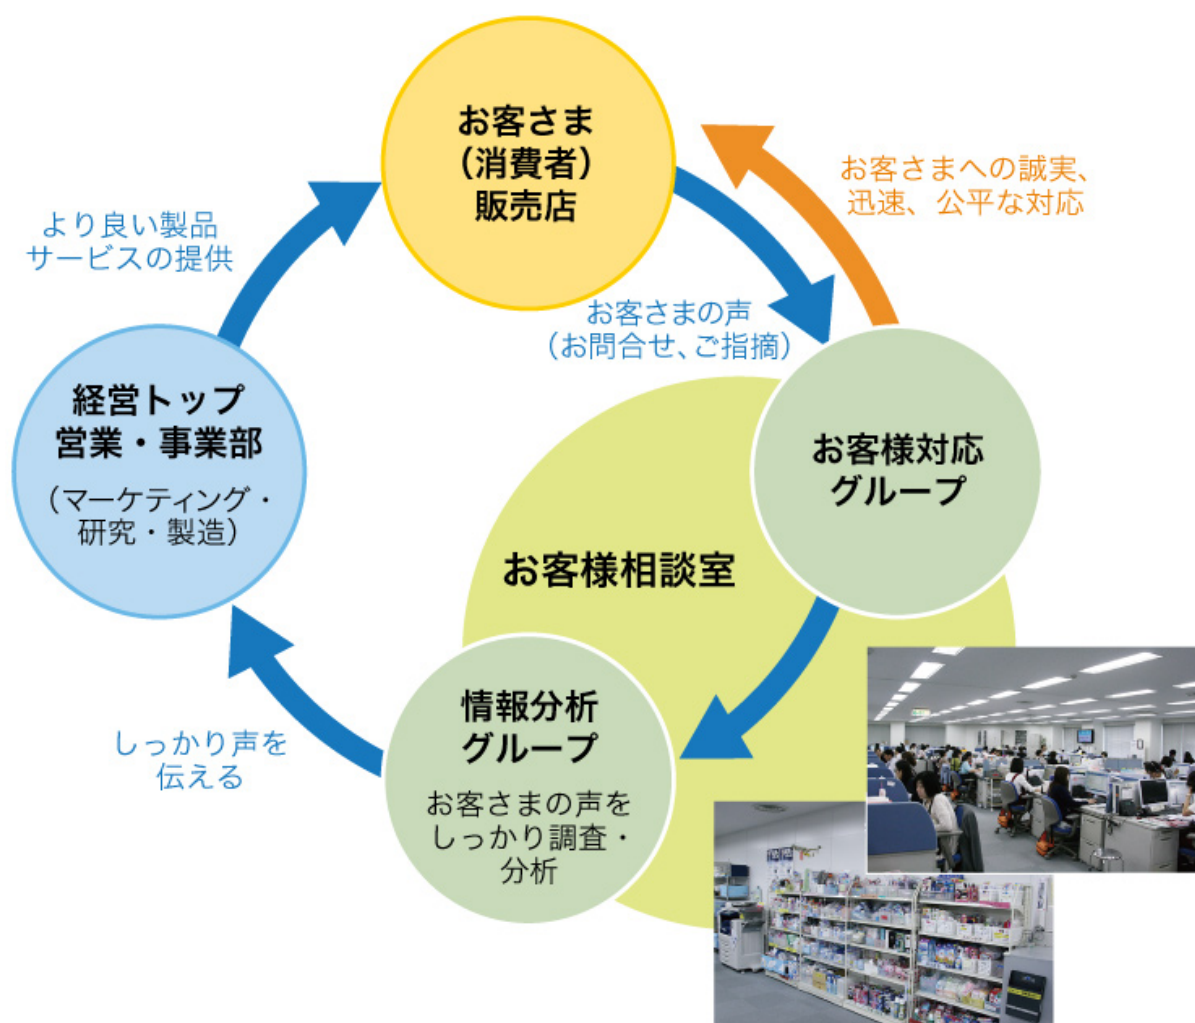 お客さま
（消費者）
販売店
お客さまへの誠実、
迅速、公平な対応
より良い製品
サービスの提供
お客さまの声
（お問合せ、ご指摘）
経営トップ
営業・事業部
（マーケティング・
研究・製造）
お客様対応
グループ
お客様相談室
情報分析
グループ
お客さまの声を
しっかり調査・
分析
しっかり声を
伝える